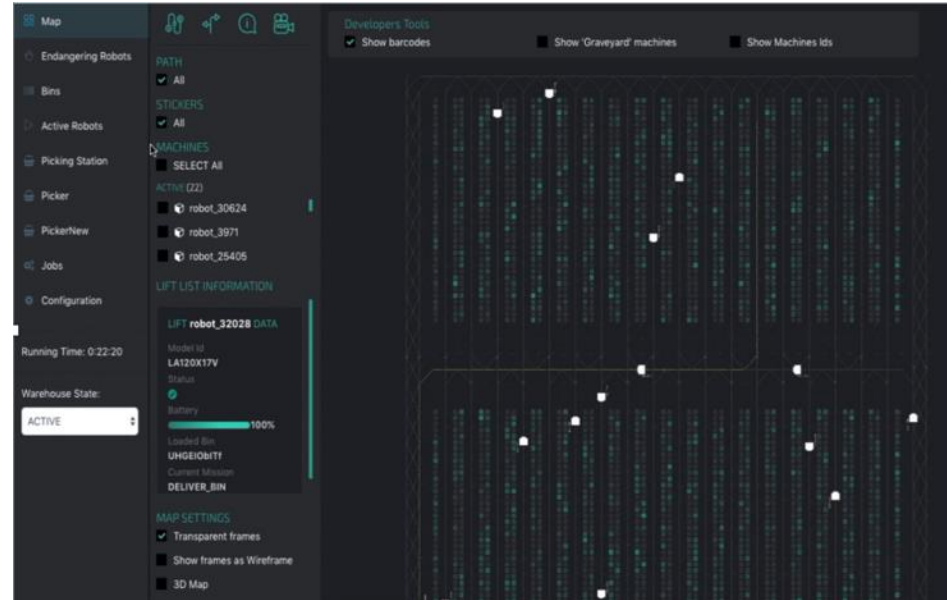 Map
Endangering Robots
Bins
Active Robots
Picking Station
Picker
PickerNew
Jobs
Configuration
Running Time: 0:22:20
Warehouse State:
ACTIVE
PATH
All
STICKERS
All
MACHINES
SELECT All
ACTIVE (22)
robot_30624
robot_3971
robot_25405
LIFT LIST INFORMATION
LIFT robot_32028 DATA
Model Id
LA120X17V
Status
Battery
100%
Loaded Bin
Current Mission
DELIVER_BIN
MAP SETTINGS
Transparent frames
Show frames as Wireframe
3D Map
Developers Tools
Show barcodes
Show 'Graveyard' machines
Show Machines Ids